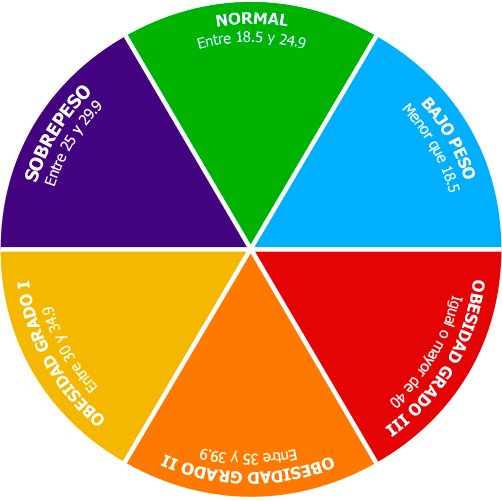 NORMAL
Entre 18.5 y 24.9
BAJO PESO
Menor que 18.5
OBESIDAD GRADO III
Igual o mayor de 40
OBESIDAD GRADO II
Entre 35 y 39.9
OBESIDAD GRADO I
Entre 30 y 34.9
SOBREPESO
Entre 25 y 29.9